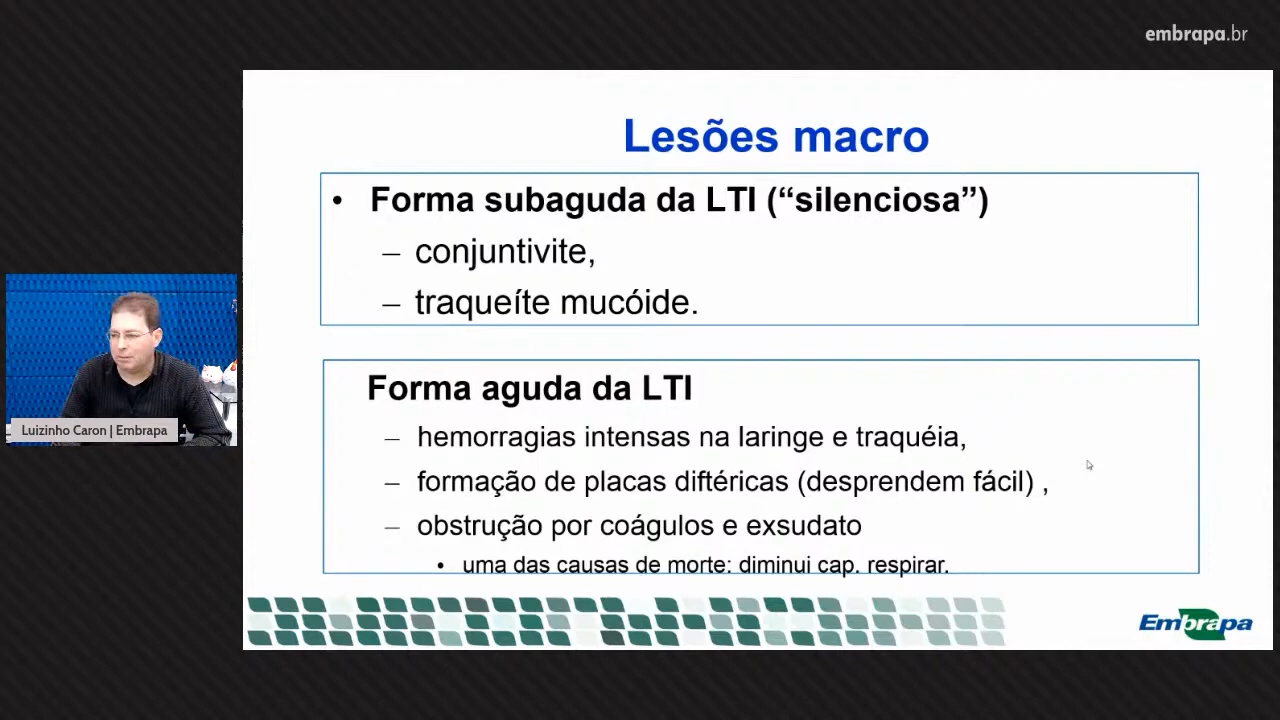 embrapa.br
Lesões macro
• Forma subaguda da LTI (“silenciosa”)
– conjuntivite,
– traqueíte mucóide.
Forma aguda da LTI
– hemorragias intensas na laringe e traquéia,
– formação de placas diftéricas (desprendem fácil) ,
– obstrução por coágulos e exsudato
• uma das causas de morte: diminui cap. respirar.
Luizinho Caron | Embrapa
Embrapa